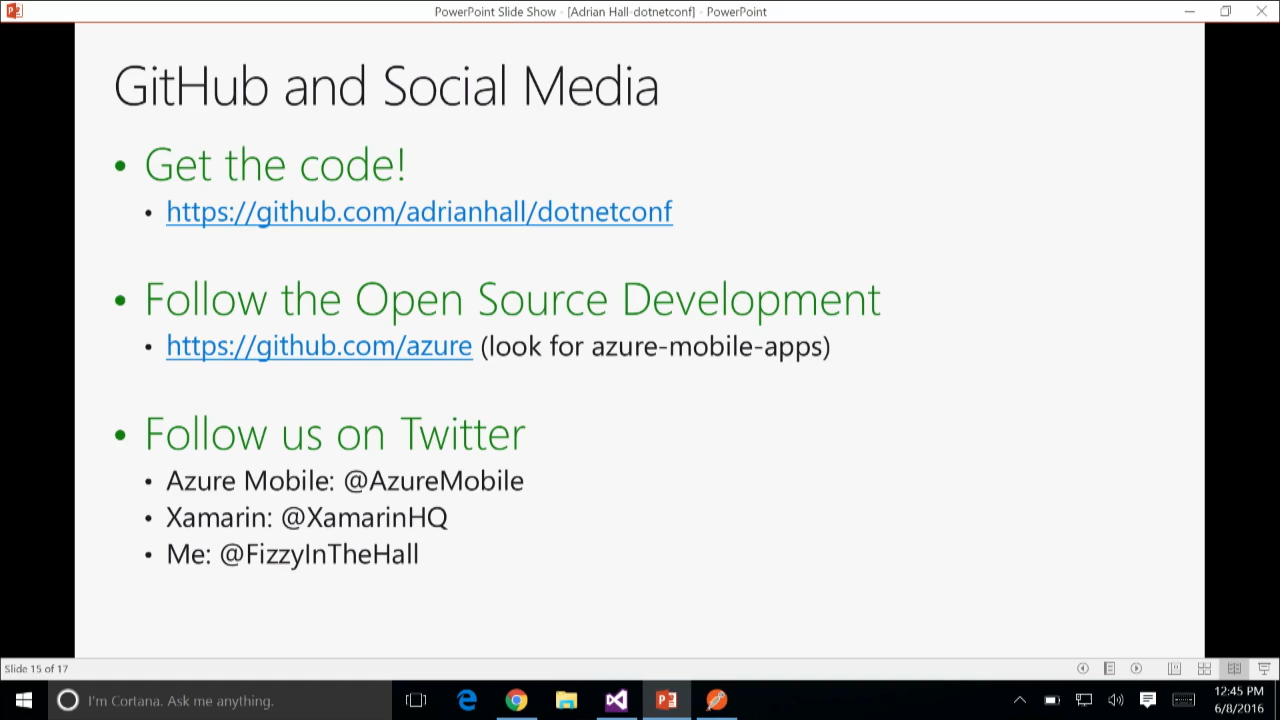 PowerPoint Slide Show - [Adrian Hall-dotnetconf] - PowerPoint
GitHub and Social Media
• Get the code!
• https://github.com/adrianhall/dotnetconf
• Follow the Open Source Development
• https://github.com/azure (look for azure-mobile-apps)
• Follow us on Twitter
• Azure Mobile: @AzureMobile
• Xamarin: @XamarinHQ
• Me: @FizzyInTheHall
Slide 15 of 17
I'm Cortana. Ask me anything.
12:45 PM
6/8/2016